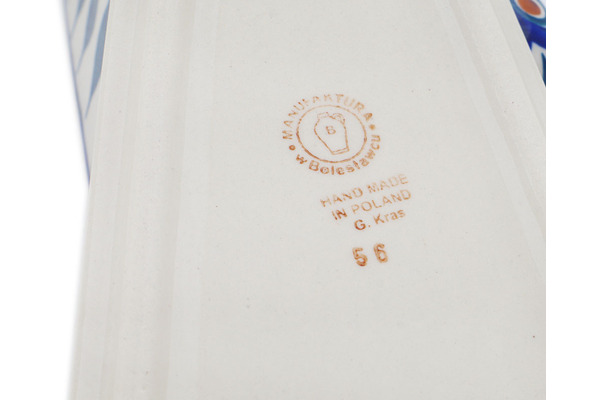 MANUFAKTURA
B
w Bolesławcu
HAND MADE
IN POLAND
G. Kras
56